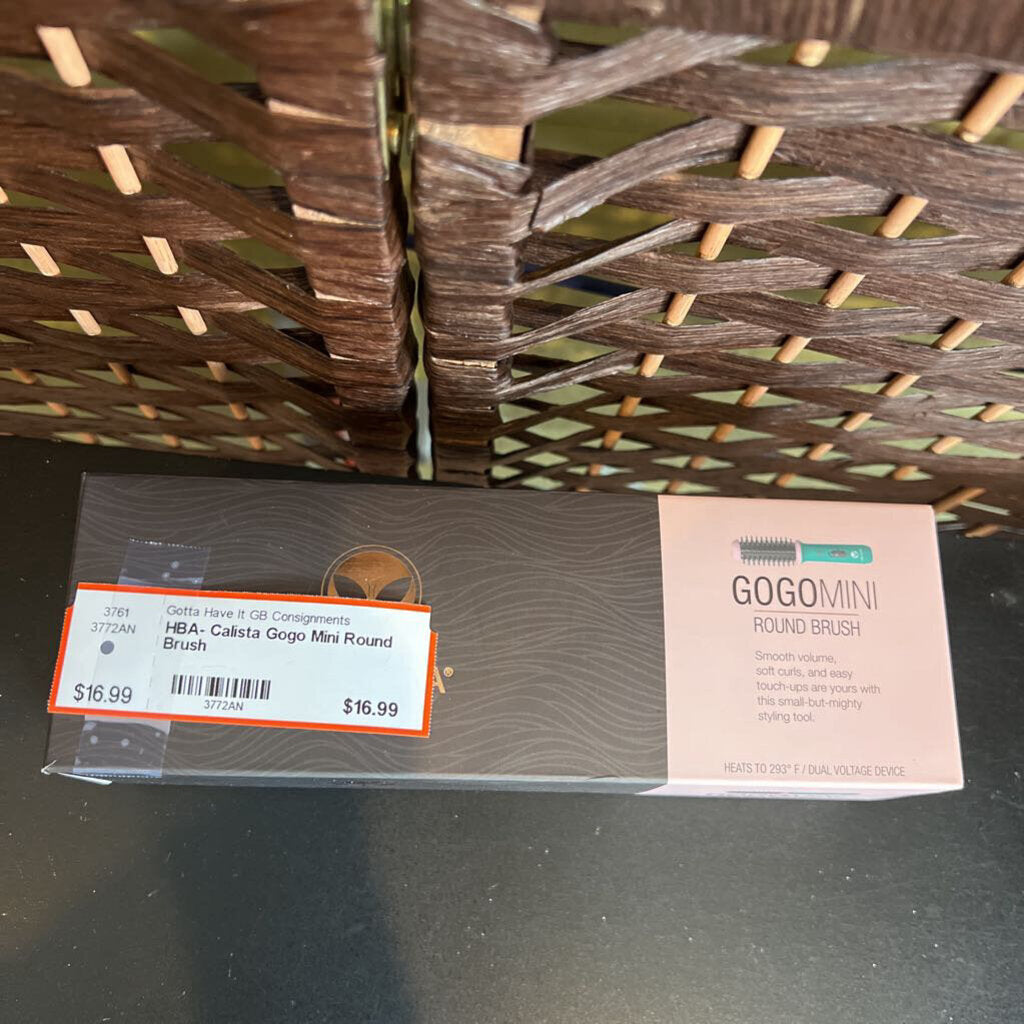 3761
3772AN
$16.99
Gotta Have It GB Consignments
HBA- Calista Gogo Mini Round
Brush
3772AN
$16.99
A®
GOGOMINI
ROUND BRUSH
Smooth volume,
soft curls, and easy
touch-ups are yours with
this small-but-mighty
styling tool.
HEATS TO 293° F / DUAL VOLTAGE DEVICE